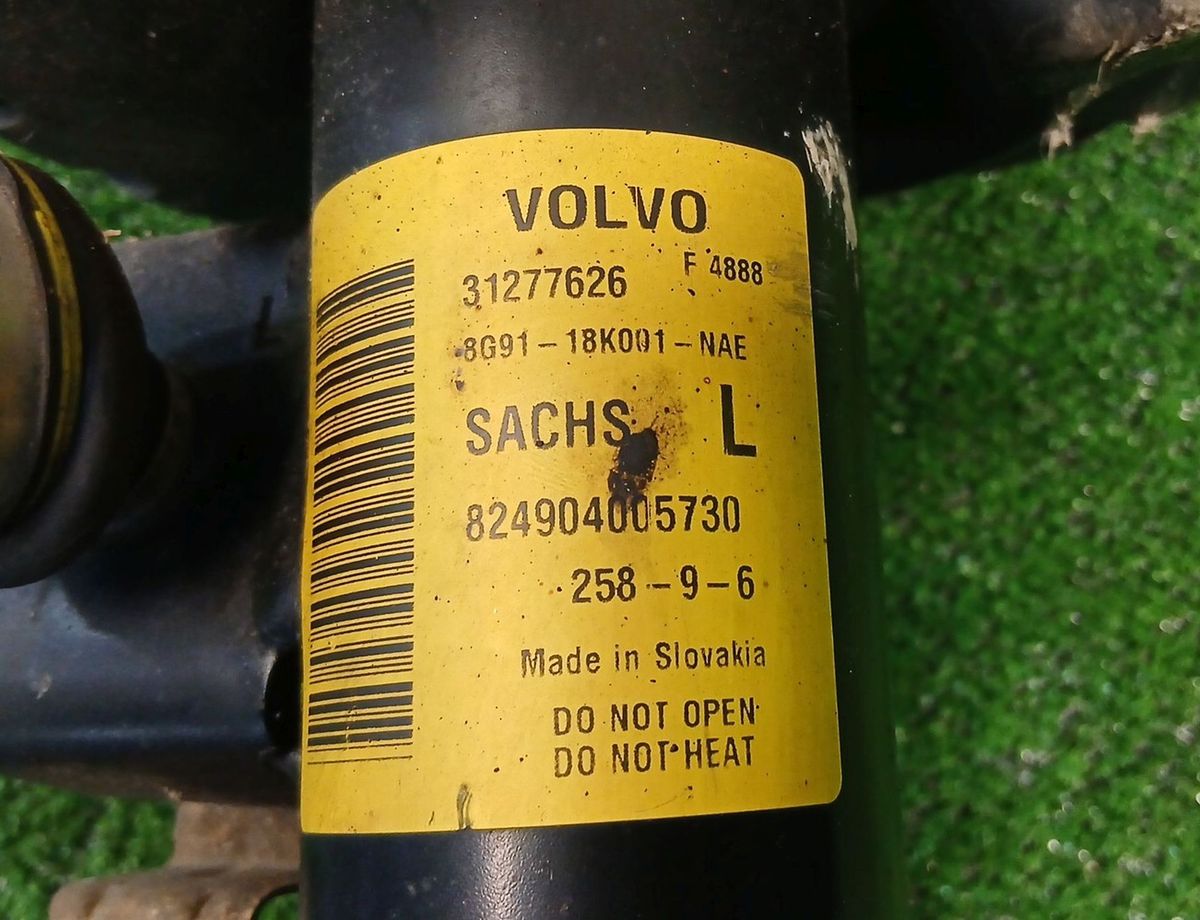 VOLVO
31277626 F 4888
8G91-18K001-NAE
SACHS L
824904005730
258-9-6
Made in Slovakia
DO NOT OPEN
DO NOT HEAT